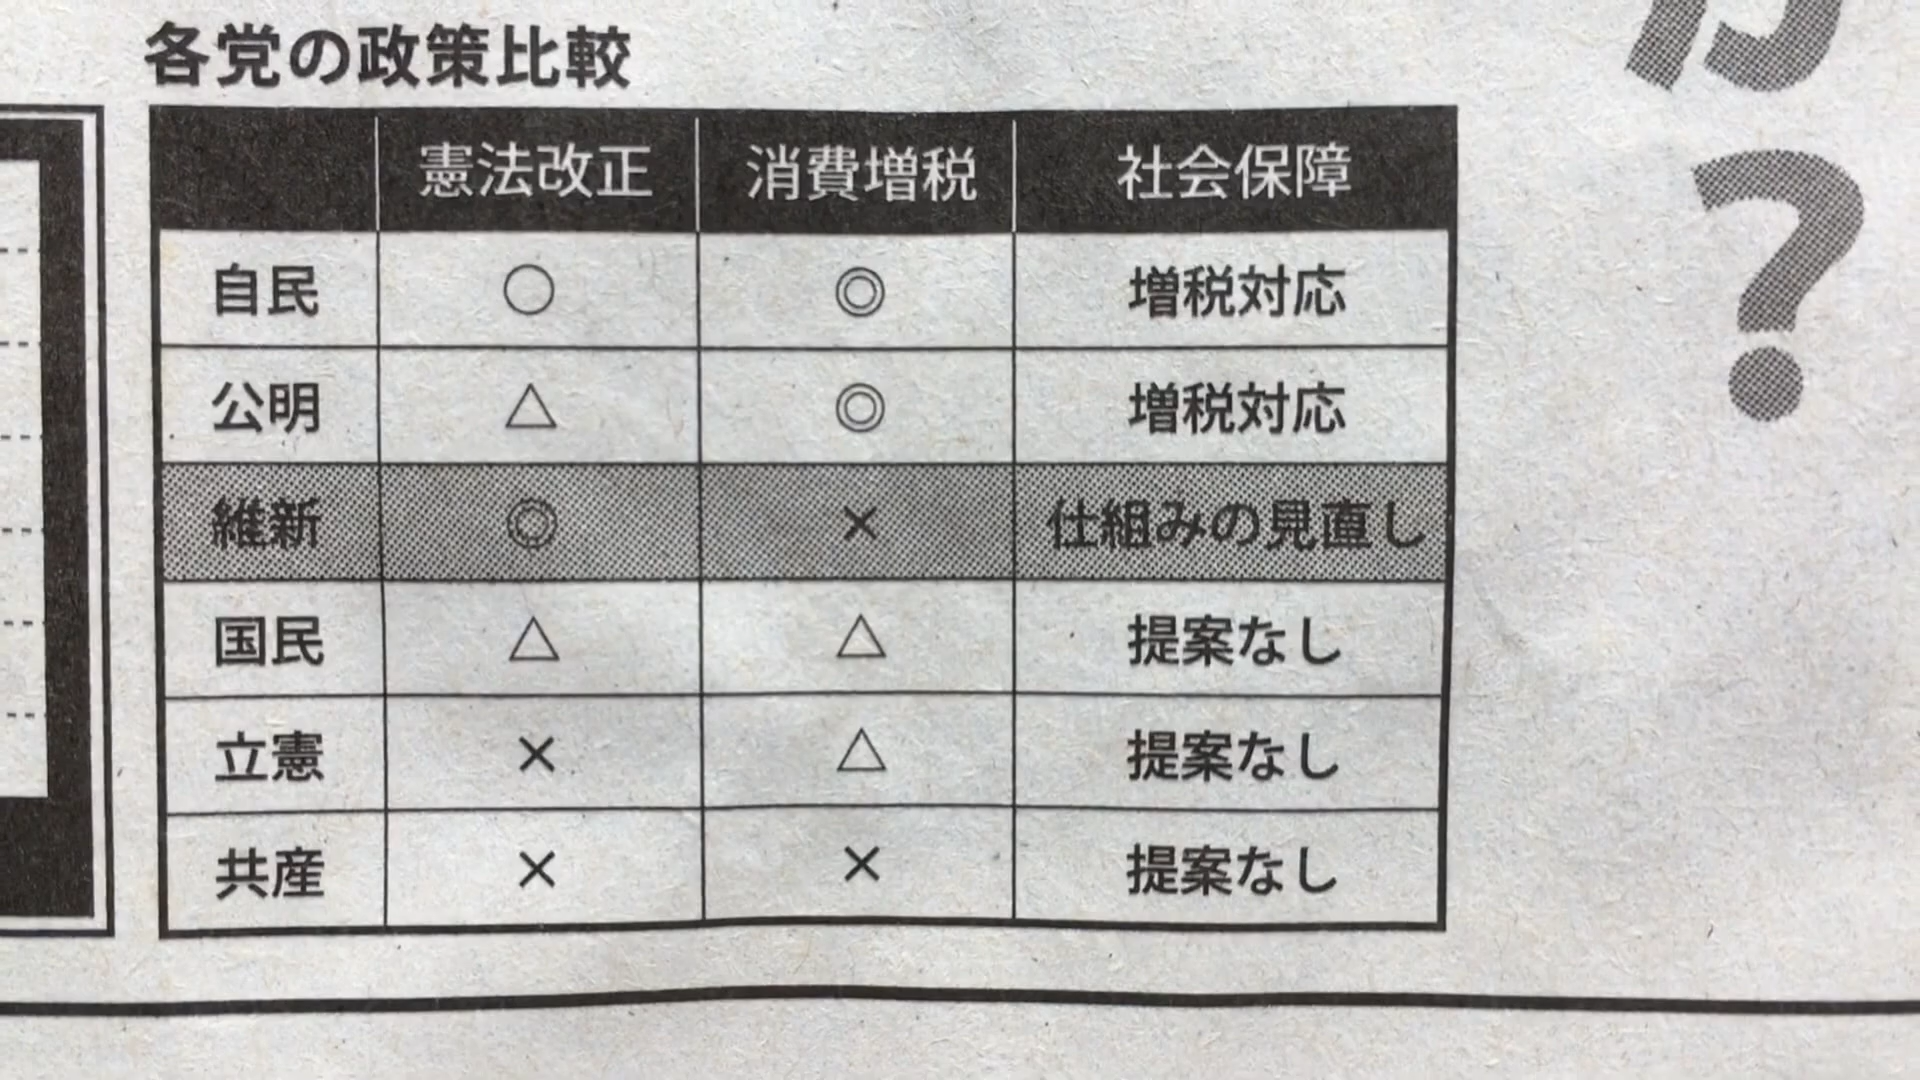 各党の政策比較
憲法改正 消費増税 社会保障
自民 ○ ◎ 増税対応
公明 △ ◎ 増税対応
維新 ◎ × 仕組みの見直し
国民 △ △ 提案なし
立憲 × △ 提案なし
共産 × × 提案なし
?